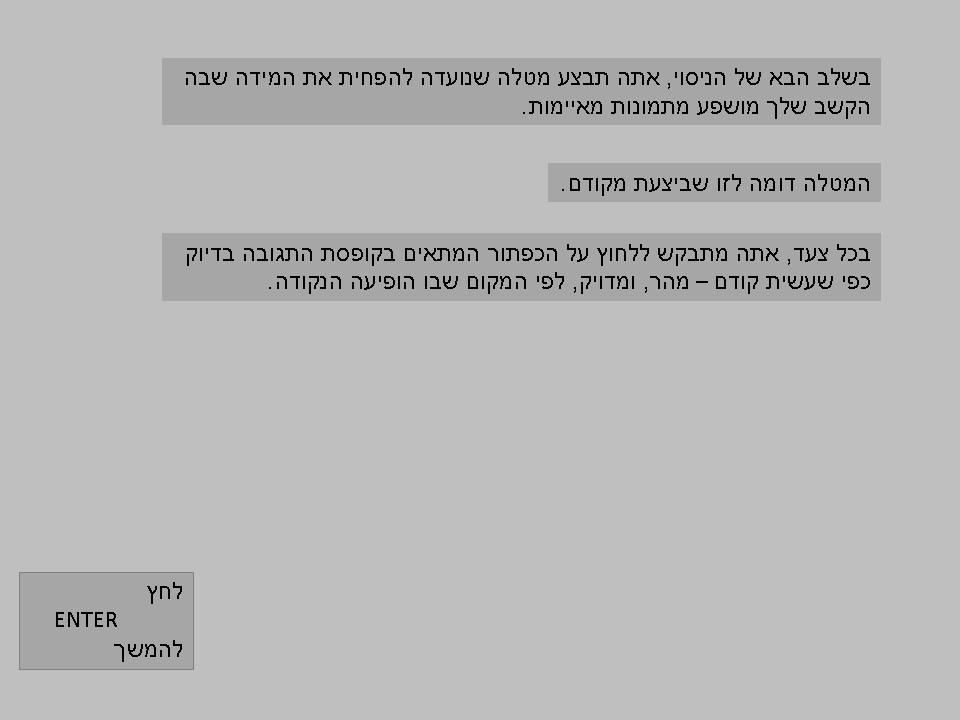 בשלב הבא של הניסוי, אתה תבצע מטלה שנועדה להפחית את המידה שבה
הקשב שלך מושפע מתמונות מאיימות.
המטלה דומה לזו שביצעת מקודם.
בכל צעד, אתה מתבקש ללחוץ על הכפתור המתאים בקופסת התגובה בדיוק
כפי שעשית קודם – מהר, ומדויק, לפי המקום שבו הופיעה הנקודה.
לחץ
ENTER
להמשך